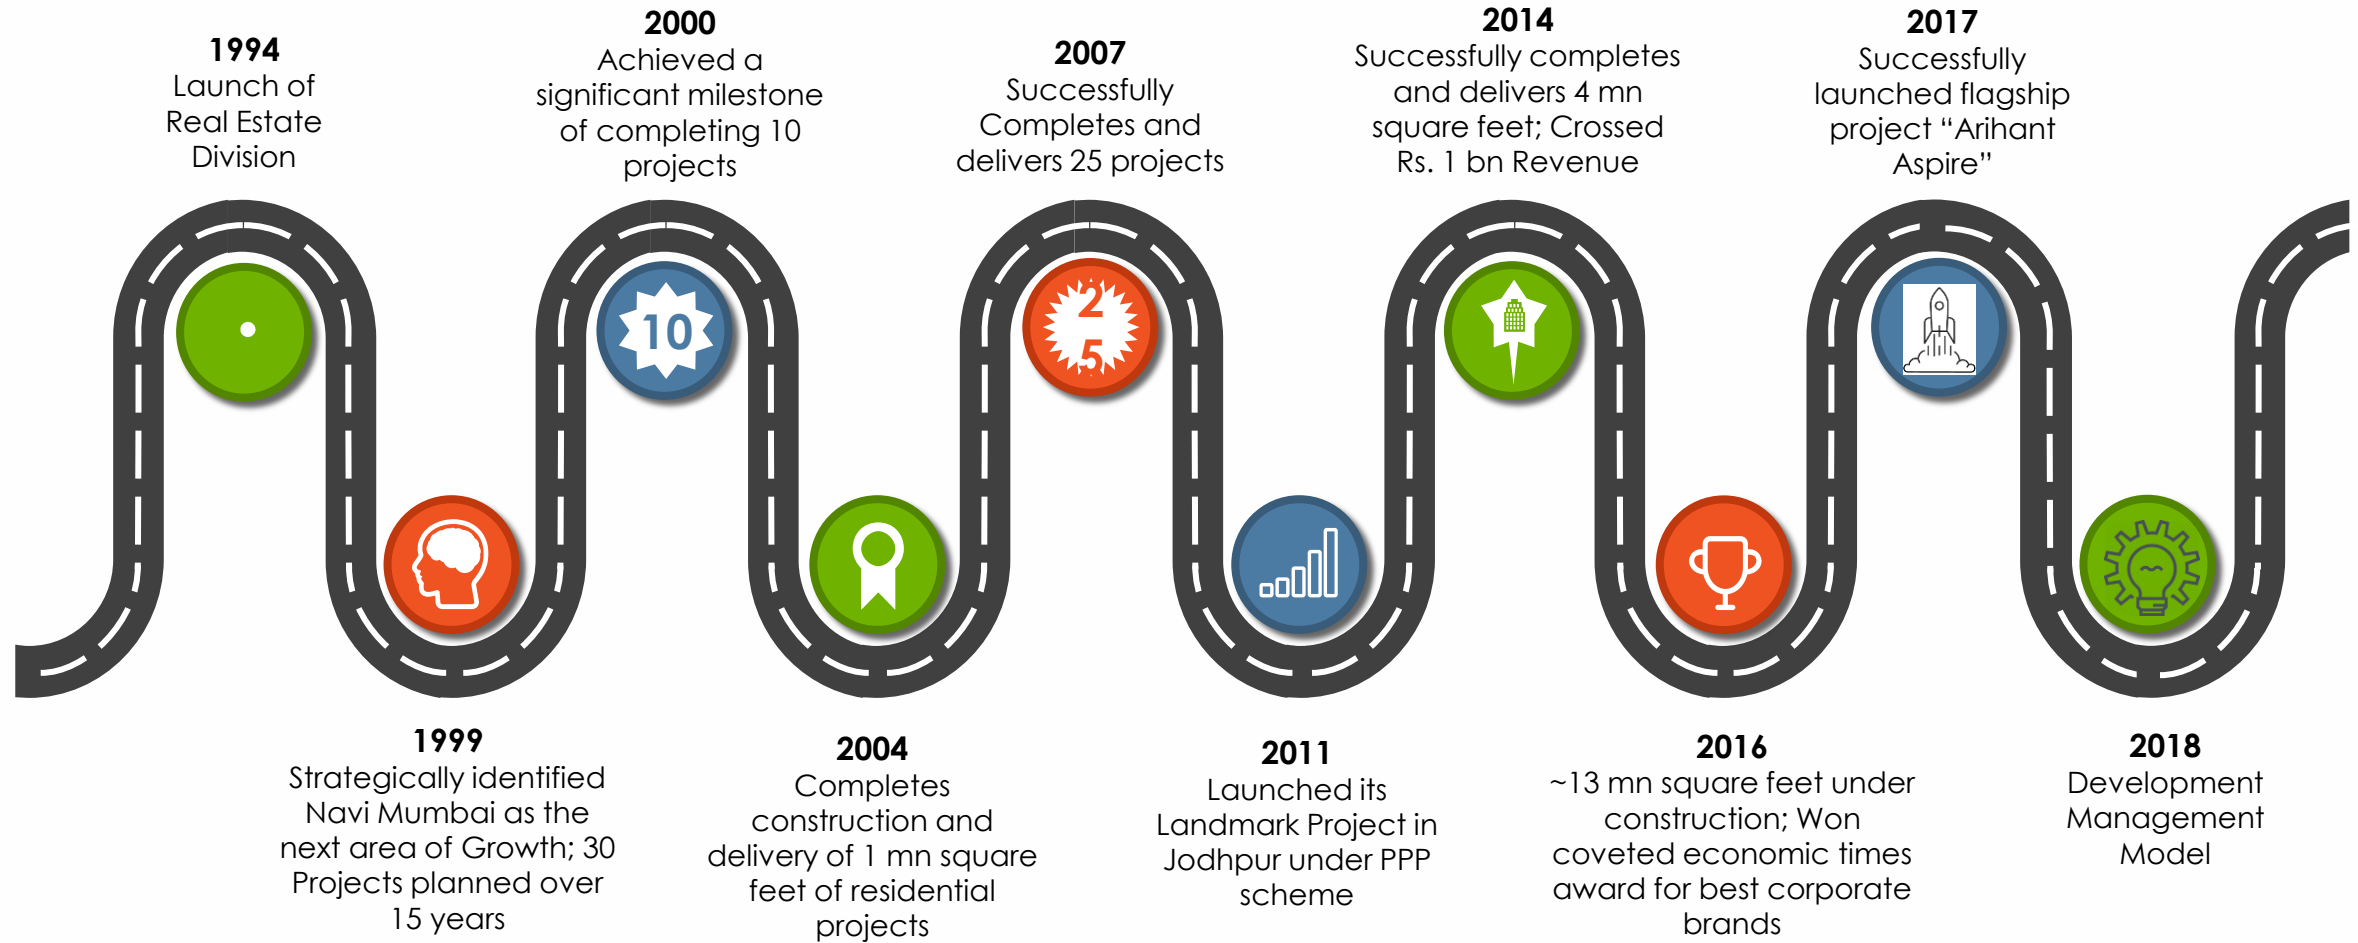 1994
Launch of
Real Estate
Division
1999
Strategically identified
Navi Mumbai as the
next area of Growth; 30
Projects planned over
15 years
2000
Achieved a
significant milestone
of completing 10
projects
10
2004
Completes
construction and
delivery of 1 mn square
feet of residential
projects
2007
Successfully
Completes and
delivers 25 projects
2
5
2011
Launched its
Landmark Project in
Jodhpur under PPP
scheme
2014
Successfully completes
and delivers 4 mn
square feet; Crossed
Rs. 1 bn Revenue
2016
~13 mn square feet under
construction; Won
coveted economic times
award for best corporate
brands
2017
Successfully
launched flagship
project “Arihant
Aspire”
2018
Development
Management
Model